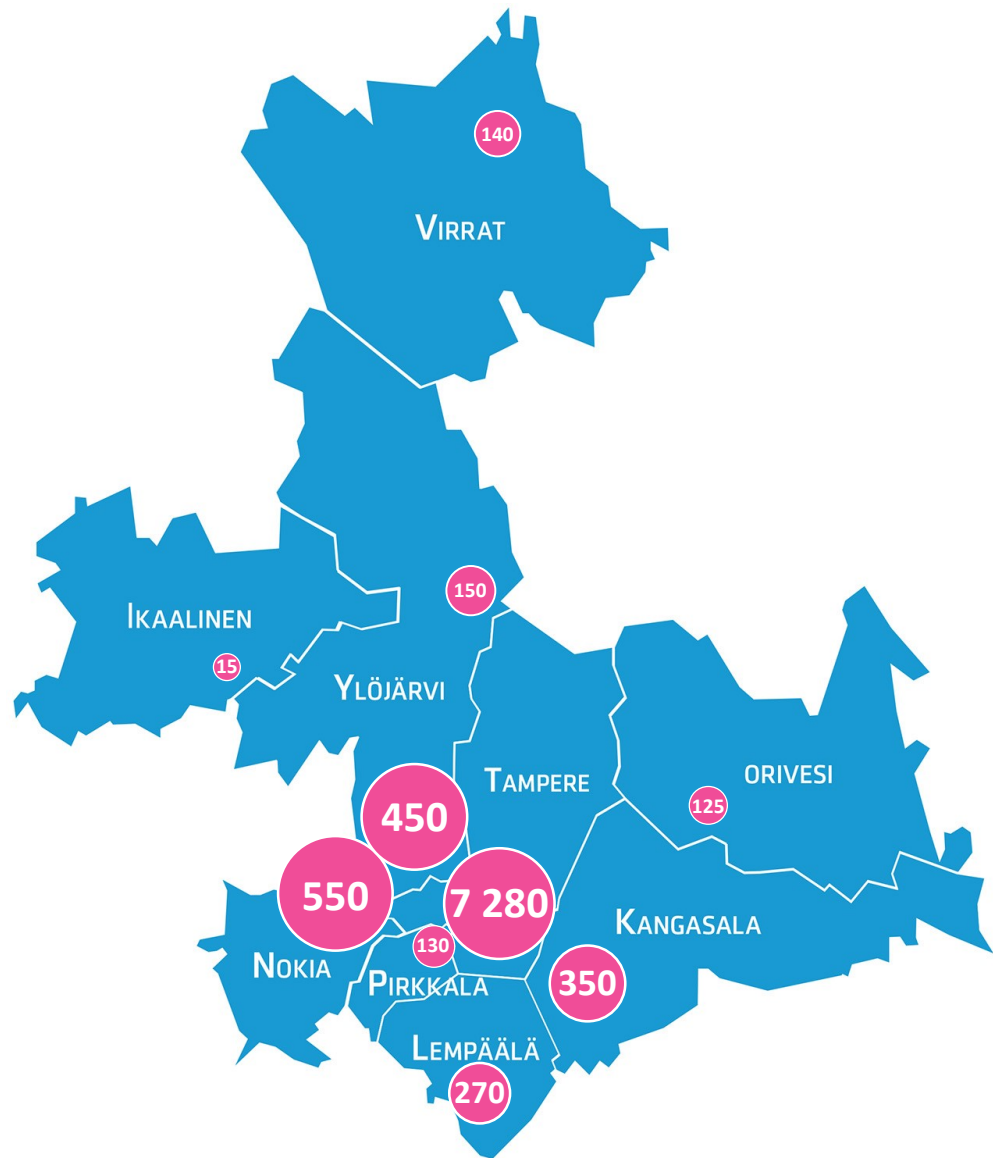 140
VIRRAT
150
IKAALINEN
15
YLÖJÄRVI
TAMPERE
ORIVESI
125
450
550
7 280
KANGASALA
130
NOKIA
PIRKKALA
350
LEMPÄÄLÄ
270